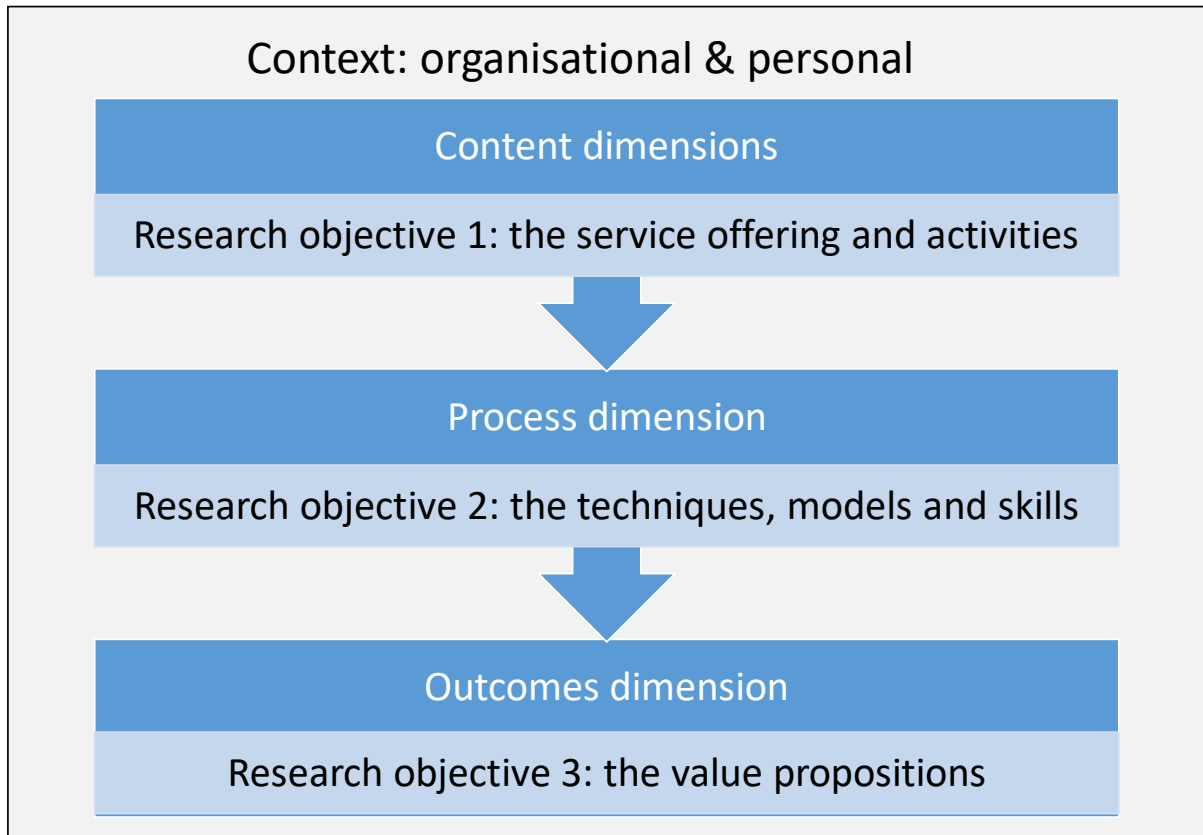 Context: organisational & personal
Content dimensions
Research objective 1: the service offering and activities
Process dimension
Research objective 2: the techniques, models and skills
Outcomes dimension
Research objective 3: the value propositions